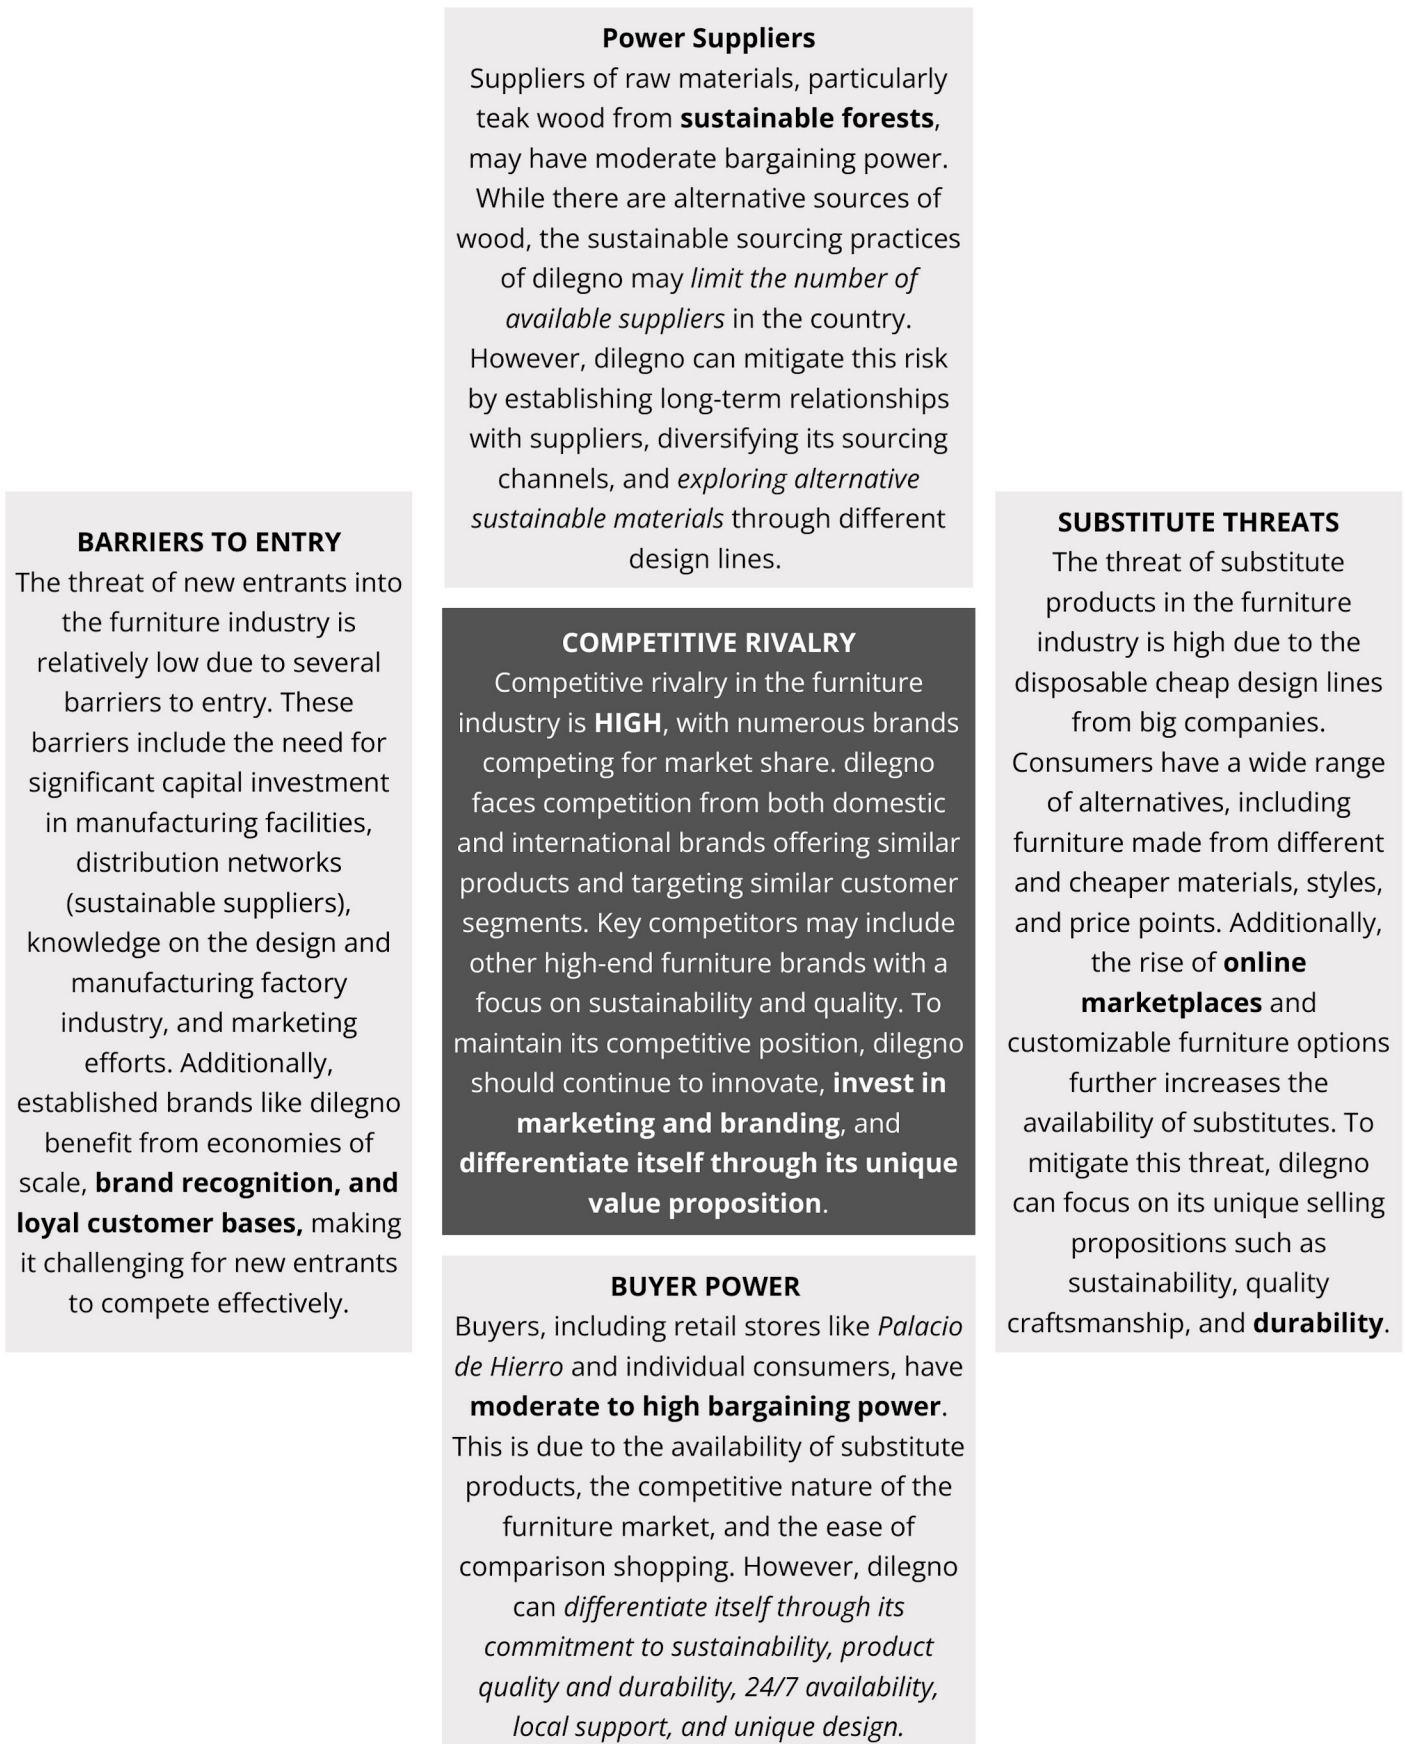 Power Suppliers
Suppliers of raw materials, particularly
teak wood from sustainable forests,
may have moderate bargaining power.
While there are alternative sources of
wood, the sustainable sourcing practices
of dilegno may limit the number of
available suppliers in the country.
However, dilegno can mitigate this risk
by establishing long-term relationships
with suppliers, diversifying its sourcing
channels, and exploring alternative
sustainable materials through different
design lines.
BARRIERS TO ENTRY
The threat of new entrants into
the furniture industry is
relatively low due to several
barriers to entry. These
barriers include the need for
significant capital investment
in manufacturing facilities,
distribution networks
(sustainable suppliers),
knowledge on the design and
manufacturing factory
industry, and marketing
efforts. Additionally,
established brands like dilegno
benefit from economies of
scale, brand recognition, and
loyal customer bases, making
it challenging for new entrants
to compete effectively.
COMPETITIVE RIVALRY
Competitive rivalry in the furniture
industry is HIGH, with numerous brands
competing for market share. dilegno
faces competition from both domestic
and international brands offering similar
products and targeting similar customer
segments. Key competitors may include
other high-end furniture brands with a
focus on sustainability and quality. To
maintain its competitive position, dilegno
should continue to innovate, invest in
marketing and branding, and
differentiate itself through its unique
value proposition.
SUBSTITUTE THREATS
The threat of substitute
products in the furniture
industry is high due to the
disposable cheap design lines
from big companies.
Consumers have a wide range
of alternatives, including
furniture made from different
and cheaper materials, styles,
and price points. Additionally,
the rise of online
marketplaces and
customizable furniture options
further increases the
availability of substitutes. To
mitigate this threat, dilegno
can focus on its unique selling
propositions such as
sustainability, quality
craftsmanship, and durability.
BUYER POWER
Buyers, including retail stores like Palacio
de Hierro and individual consumers, have
moderate to high bargaining power.
This is due to the availability of substitute
products, the competitive nature of the
furniture market, and the ease of
comparison shopping. However, dilegno
can differentiate itself through its
commitment to sustainability, product
quality and durability, 24/7 availability,
local support, and unique design.